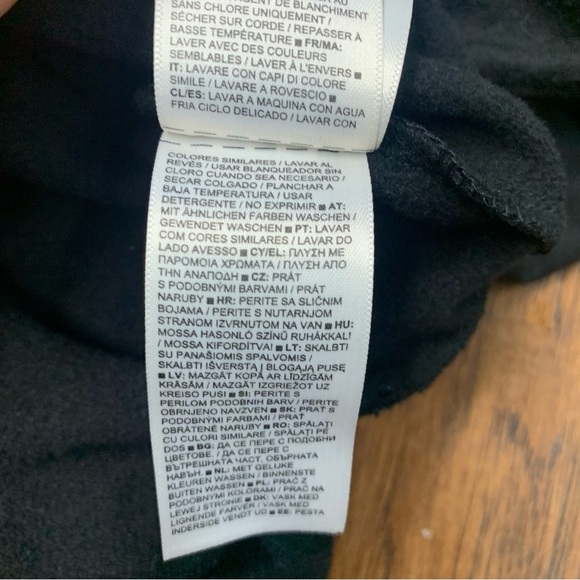 AGENT DE BLANCHIMENT
SANS CHLORE UNIQUEMENT /
SÉCHER SUR CORDE / REPASSER À
BASSE TEMPÉRATURE ■ FR/MA:
LAVER AVEC DES COULEURS
SEMBLABLES / LAVER À L'ENVERS ■
IT: LAVARE CON CAPI DI COLORE
SIMILE / LAVARE A ROVESCIO ■
CL/ES: LAVAR A MAQUINA CON AGUA
FRIA CICLO DELICADO / LAVAR CON
COLORES SIMILARES / LAVAR AL
REVÉS / USAR BLANQUEADOR SIN
CLORO CUANDO SEA NECESARIO /
SECAR COLGADO / PLANCHAR A
BAJA TEMPERATURA / USAR
DETERGENTE / NO EXPRIMIR ■ AT:
MIT ÄHNLICHEN FARBEN WASCHEN /
GEWENDET WASCHEN ■ PT: LAVAR
COM CORES SIMILARES / LAVAR DO
LADO AVESSO ■ CY/EL: ΠΛΥΣΗ ΜΕ
ΠΑΡΟΜΟΙΑ ΧΡΩΜΑΤΑ / ΠΛΥΣΗ ΑΠΟ
ΤΗΝ ΑΝΑΠΟΔΗ ■ CZ: PRÁT
S PODOBNÝMI BARVAMI / PRÁT
NARUBY ■ HR: PERITE SA SLIČNIM
BOJAMA / PERITE S NUTARNJOM
STRANOM IZVRNUTOM NA VAN ■ HU:
MOSSA HASONLÓ SZÍNŰ RUHÁKKAL!
/ MOSSA KIFORDÍTVA! ■ LT: SKALBTI
SU PANAŠIOMIS SPALVOMIS /
SKALBTI IŠVERSTĄ Į BLOGAJĄ PUSĘ
■ LV: MAZGĀT KOPĀ AR LĪDZĪGĀM
KRĀSĀM / MAZGĀT IZGRIEZOT UZ
KREISO PUSI ■ SI: PERITE S
PERILOM PODOBNIH BARV / PERITE
OBRNJENO NAVZVEN ■ SK: PRAŤ S
PODOBNÝMI FARBAMI / PRAŤ
OBRÁTENÉ NARUBY ■ RO: SPĂLAȚI
CU CULORI SIMILARE / SPĂLAȚI PE
DOS ■ BG: ДА СЕ ПЕРЕ С ПОДОБНИ
ЦВЕТОВЕ. / ДА СЕ ПЕРЕ С
ВЪТРЕШНАТА ЧАСТ, ОБЪРНАТА
НАВЪН. ■ NL: MET GELIJKE
KLEUREN WASSEN / BINNENSTE
BUITEN WASSEN ■ PL: PRAĆ Z
PODOBNYMI KOLORAMI / PRAĆ NA
LEWEJ STRONIE ■ DK: VASK MED
LIGNENDE FARVER / VASK MED
INDERSIDE VENDT UD ■ EE: PESTA